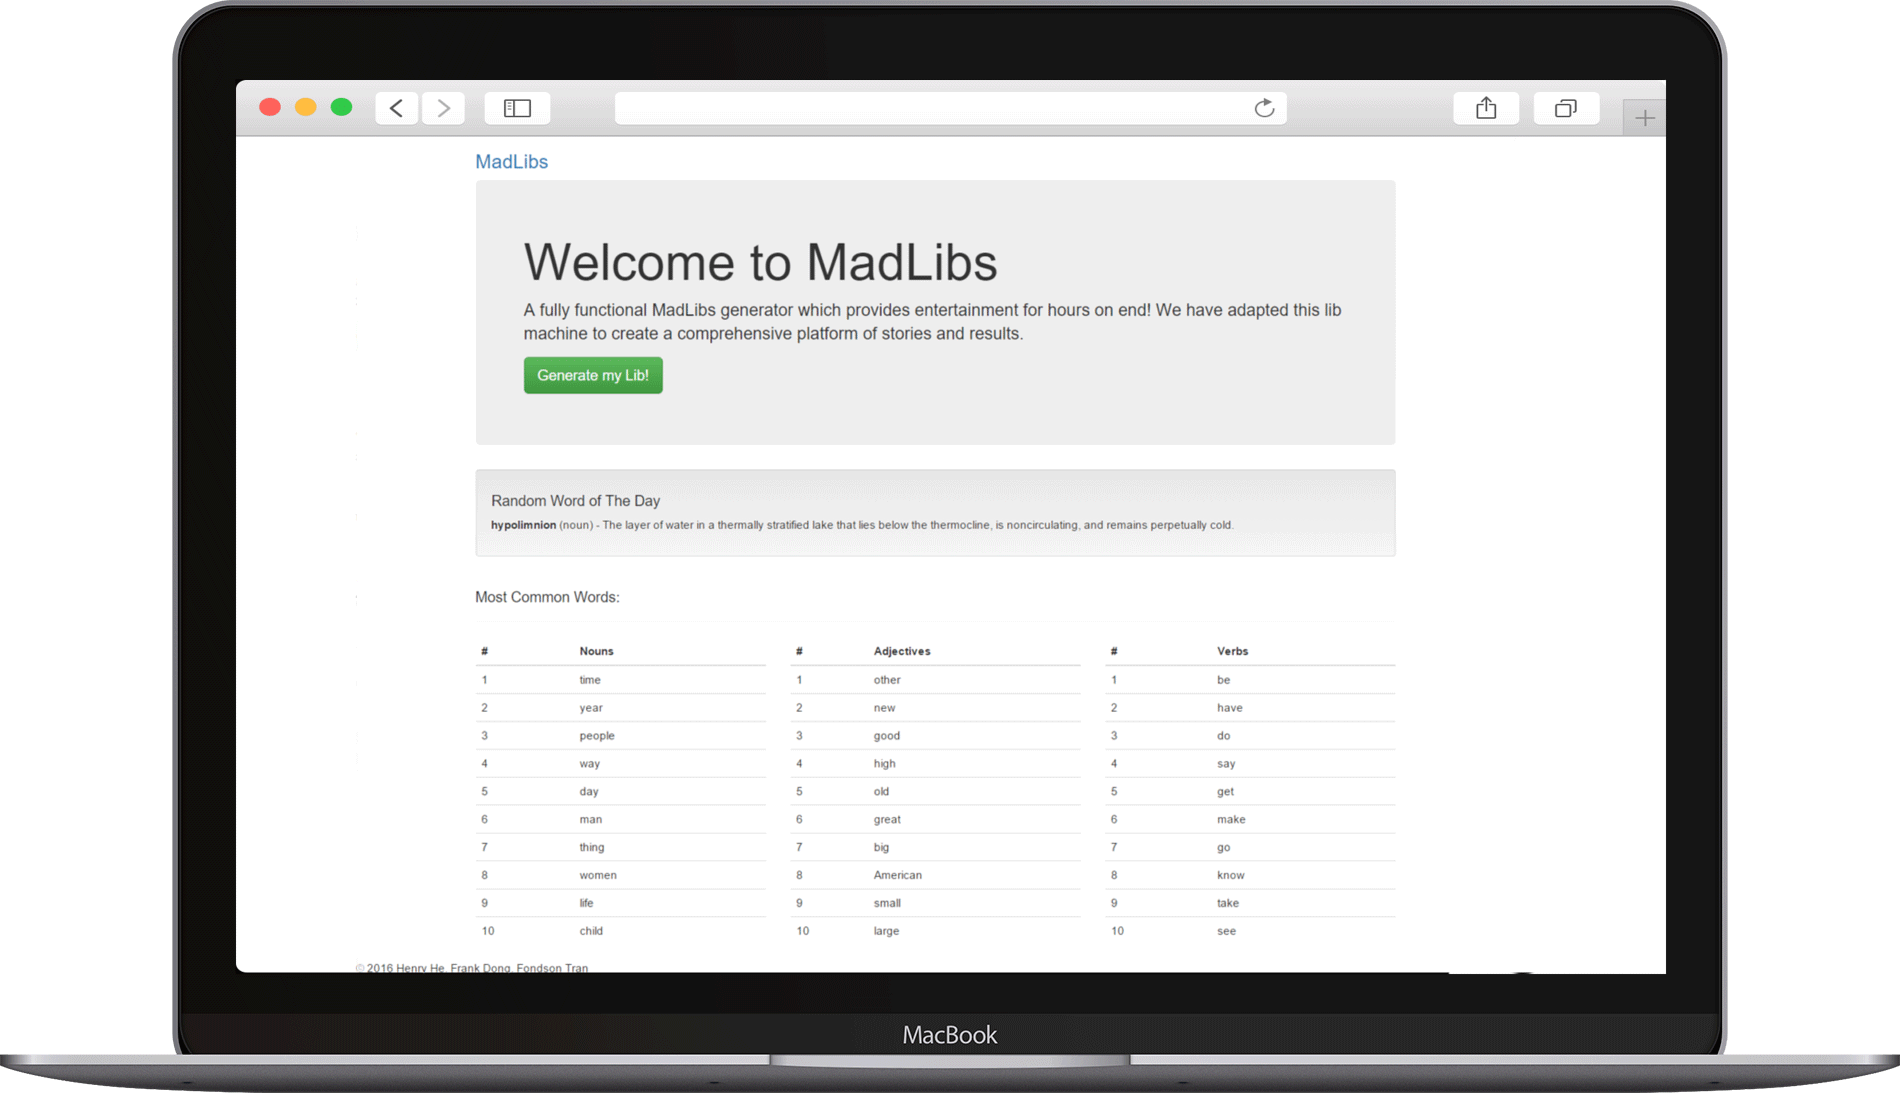 MadLibs
Welcome to MadLibs
A fully functional MadLibs generator which provides entertainment for hours on end! We have adapted this lib
machine to create a comprehensive platform of stories and results.
Generate my Lib!
Random Word of The Day
hypolimnion (noun) - The layer of water in a thermally stratified lake that lies below the thermocline, is noncirculating, and remains perpetually cold.
Most Common Words:
# Nouns # Adjectives # Verbs
1 time 1 other 1 be
2 year 2 new 2 have
3 people 3 good 3 do
4 way 4 high 4 say
5 day 5 old 5 get
6 man 6 great 6 make
7 thing 7 big 7 go
8 women 8 American 8 know
9 life 9 small 9 take
10 child 10 large 10 see
© 2016 Henry He, Frank Dong, Fondson Tran
MacBook